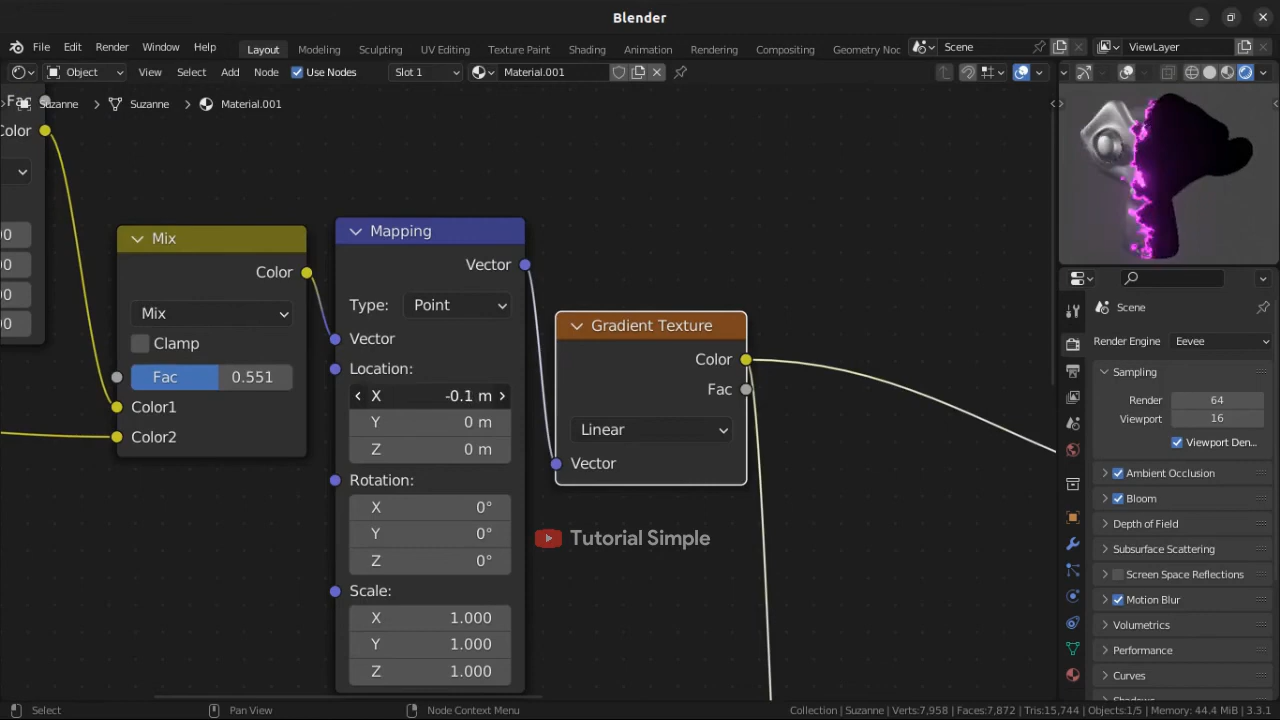 Blender
File Edit Render Window Help Layout Modeling Sculpting UV Editing Texture Paint Shading Animation Rendering Compositing Geometry Noc Scene ViewLayer
Object View Select Add Node Use Nodes Slot 1 Material.001
Suzanne Suzanne Material.001
Fac
Color
Mix
Color
Mix
Clamp
Fac 0.551
Color1
Color2
Mapping
Vector
Type: Point
Vector
Location:
X -0.1 m
Y 0 m
Z 0 m
Rotation:
X 0°
Y 0°
Z 0°
Scale:
X 1.000
Y 1.000
Z 1.000
Gradient Texture
Color
Fac
Linear
Vector
Tutorial Simple
Scene
Render Engine Eevee
Sampling
Render 64
Viewport 16
Viewport Den...
Ambient Occlusion
Bloom
Depth of Field
Subsurface Scattering
Screen Space Reflections
Motion Blur
Volumetrics
Performance
Curves
Select Pan View Node Context Menu Collection | Suzanne | Verts:7,958 | Faces:7,872 | Tris:15,744 | Objects:1/5 | Memory: 44.4 MiB | 3.3.1